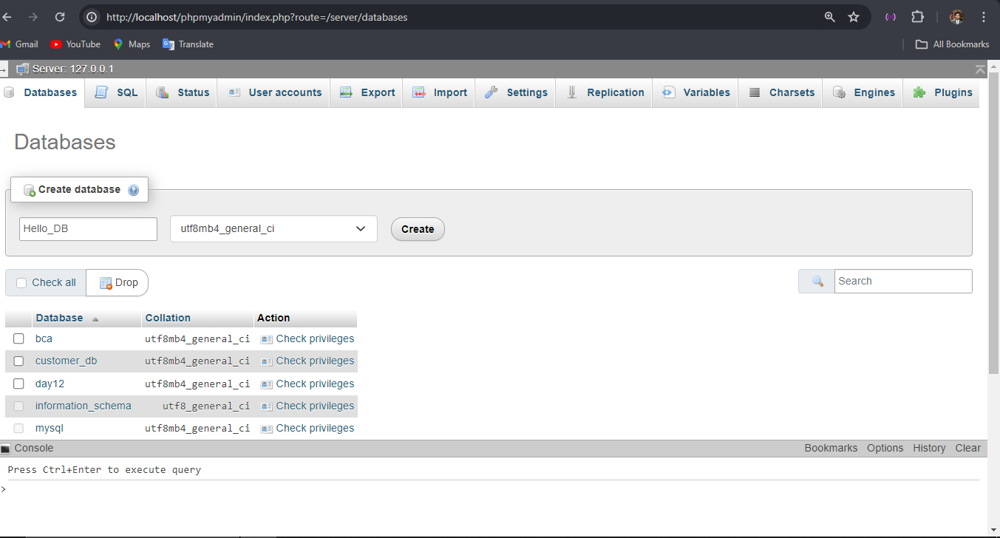 http://localhost/phpmyadmin/index.php?route=/server/databases
Gmail YouTube Maps Translate All Bookmarks
Server: 127.0.0.1
Databases SQL Status User accounts Export Import Settings Replication Variables Charsets Engines Plugins
Databases
Create database
Hello_DB utf8mb4_general_ci Create
Check all Drop Search
Database Collation Action
bca utf8mb4_general_ci Check privileges
customer_db utf8mb4_general_ci Check privileges
day12 utf8mb4_general_ci Check privileges
information_schema utf8_general_ci Check privileges
mysql utf8mb4_general_ci Check privileges
Console Bookmarks Options History Clear
Press Ctrl+Enter to execute query
>